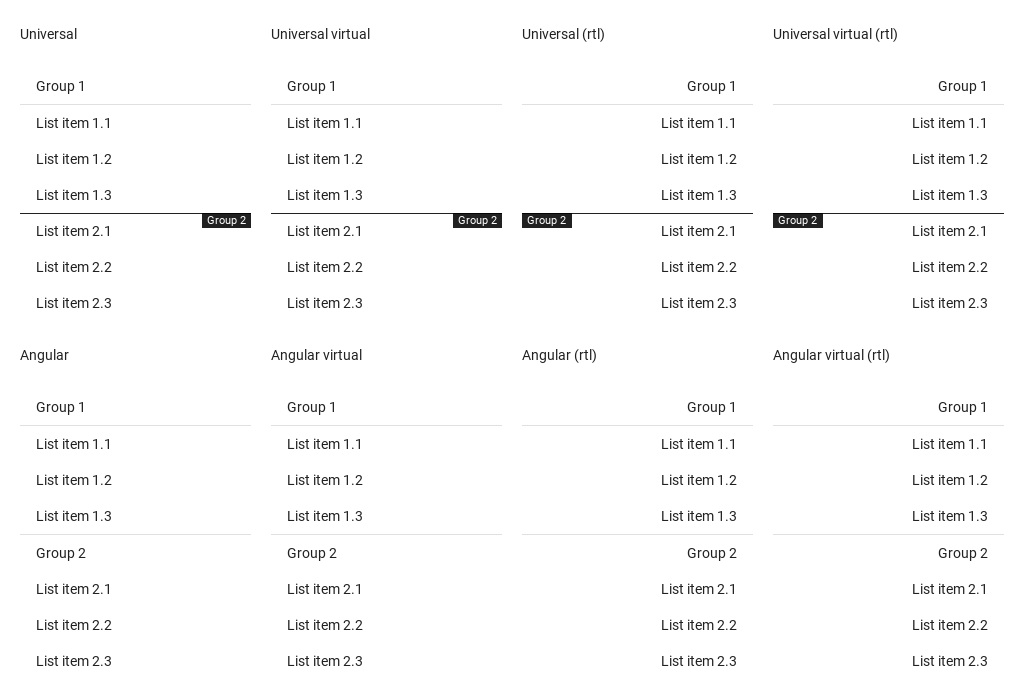 Universal
Group 1
List item 1.1
List item 1.2
List item 1.3
Group 2
List item 2.1
List item 2.2
List item 2.3
Universal virtual
Group 1
List item 1.1
List item 1.2
List item 1.3
Group 2
List item 2.1
List item 2.2
List item 2.3
Universal (rtl)
Group 1
List item 1.1
List item 1.2
List item 1.3
Group 2
List item 2.1
List item 2.2
List item 2.3
Universal virtual (rtl)
Group 1
List item 1.1
List item 1.2
List item 1.3
Group 2
List item 2.1
List item 2.2
List item 2.3
Angular
Group 1
List item 1.1
List item 1.2
List item 1.3
Group 2
List item 2.1
List item 2.2
List item 2.3
Angular virtual
Group 1
List item 1.1
List item 1.2
List item 1.3
Group 2
List item 2.1
List item 2.2
List item 2.3
Angular (rtl)
Group 1
List item 1.1
List item 1.2
List item 1.3
Group 2
List item 2.1
List item 2.2
List item 2.3
Angular virtual (rtl)
Group 1
List item 1.1
List item 1.2
List item 1.3
Group 2
List item 2.1
List item 2.2
List item 2.3